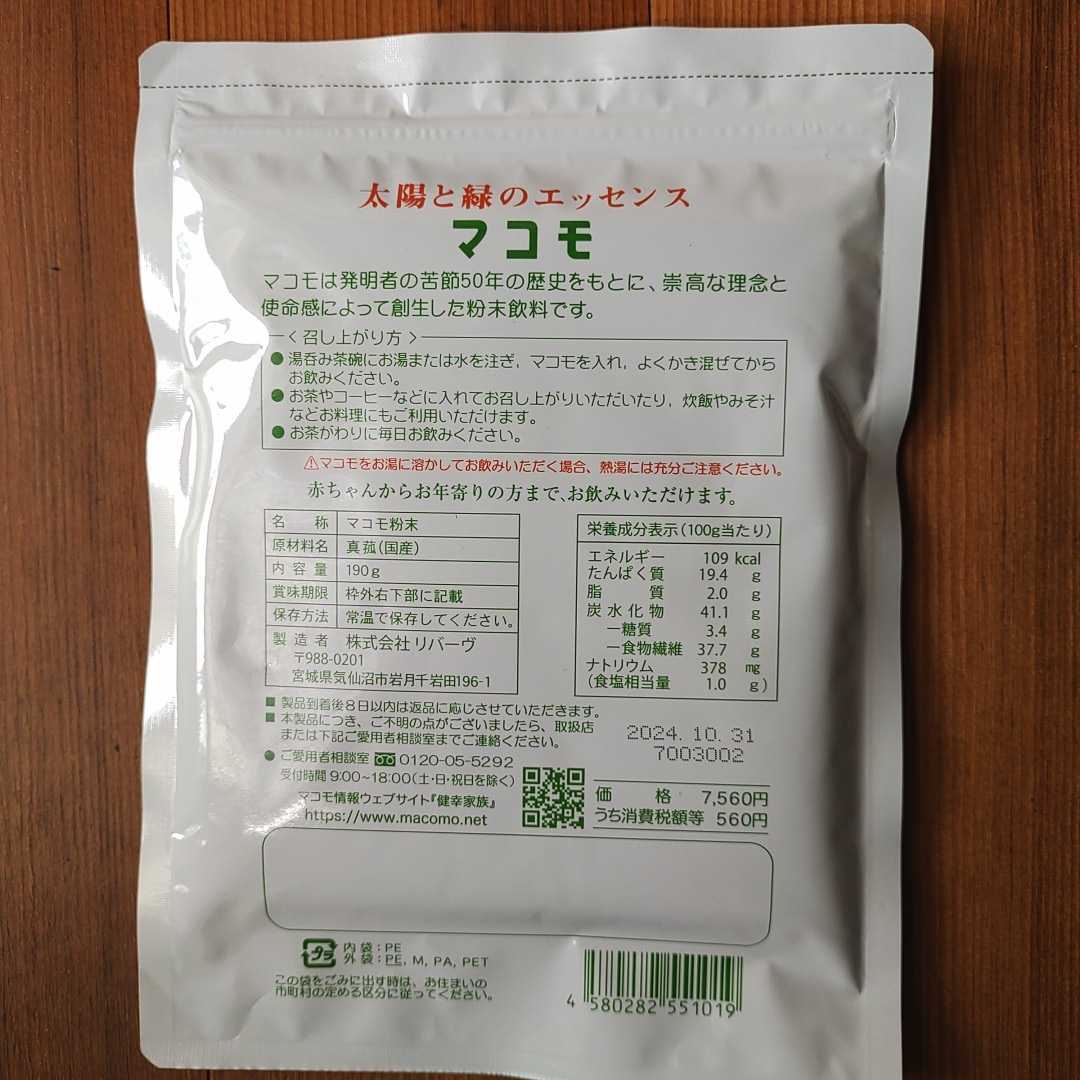 太陽と緑のエッセンス
マコモ
マコモは発明者の苦節50年の歴史をもとに、崇高な理念と
使命感によって創生した粉末飲料です。
〈 召し上がり方 〉
● 湯呑み茶碗にお湯または水を注ぎ，マコモを入れ，よくかき混ぜてから
お飲みください。
● お茶やコーヒーなどに入れてお召し上がりいただいたり，炊飯やみそ汁
などお料理にもご利用いただけます。
● お茶がわりに毎日お飲みください。
⚠マコモをお湯に溶かしてお飲みいただく場合、熱湯には充分ご注意ください。
赤ちゃんからお年寄りの方まで、お飲みいただけます。
名 称 マコモ粉末
原材料名 真菰(国産)
内容量 190g
賞味期限 枠外右下部に記載
保存方法 常温で保存してください。
製造者 株式会社 リバーヴ
〒988-0201
宮城県気仙沼市岩月千岩田196-1
栄養成分表示(100g当たり)
エネルギー 109 kcal
たんぱく質 19.4 g
脂 質 2.0 g
炭水化物 41.1 g
ー糖質 3.4 g
ー食物繊維 37.7 g
ナトリウム 378 mg
(食塩相当量 1.0 g)
■ 製品到着後8日以内は返品に応じさせていただきます。
■ 本製品につき、ご不明の点がございましたら、取扱店
または下記ご愛用者相談室までご連絡ください。
● ご愛用者相談室 0120-05-5292
受付時間 9:00~18:00(土・日・祝日を除く)
マコモ情報ウェブサイト『健幸家族』
https://www.macomo.net
2024.10.31
7003002
価 格 7,560円
うち消費税額等 560円
プラ
内袋：PE
外袋：PE, M, PA, PET
この袋をごみに出す時は、お住まいの
市町村の定める区分に従ってください。
4 580282 551019